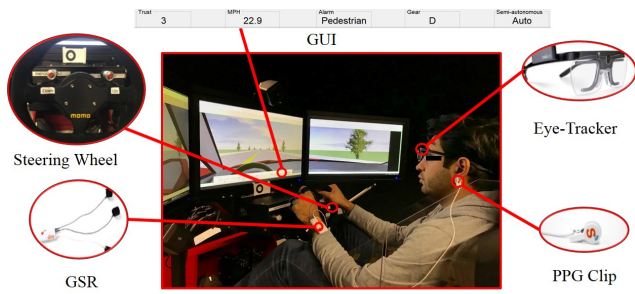 Trust MPH Alarm Gear Semi-autonomous
3 22.9 Pedestrian D Auto
GUI
momo
Steering Wheel
Eye-Tracker
GSR
PPG Clip